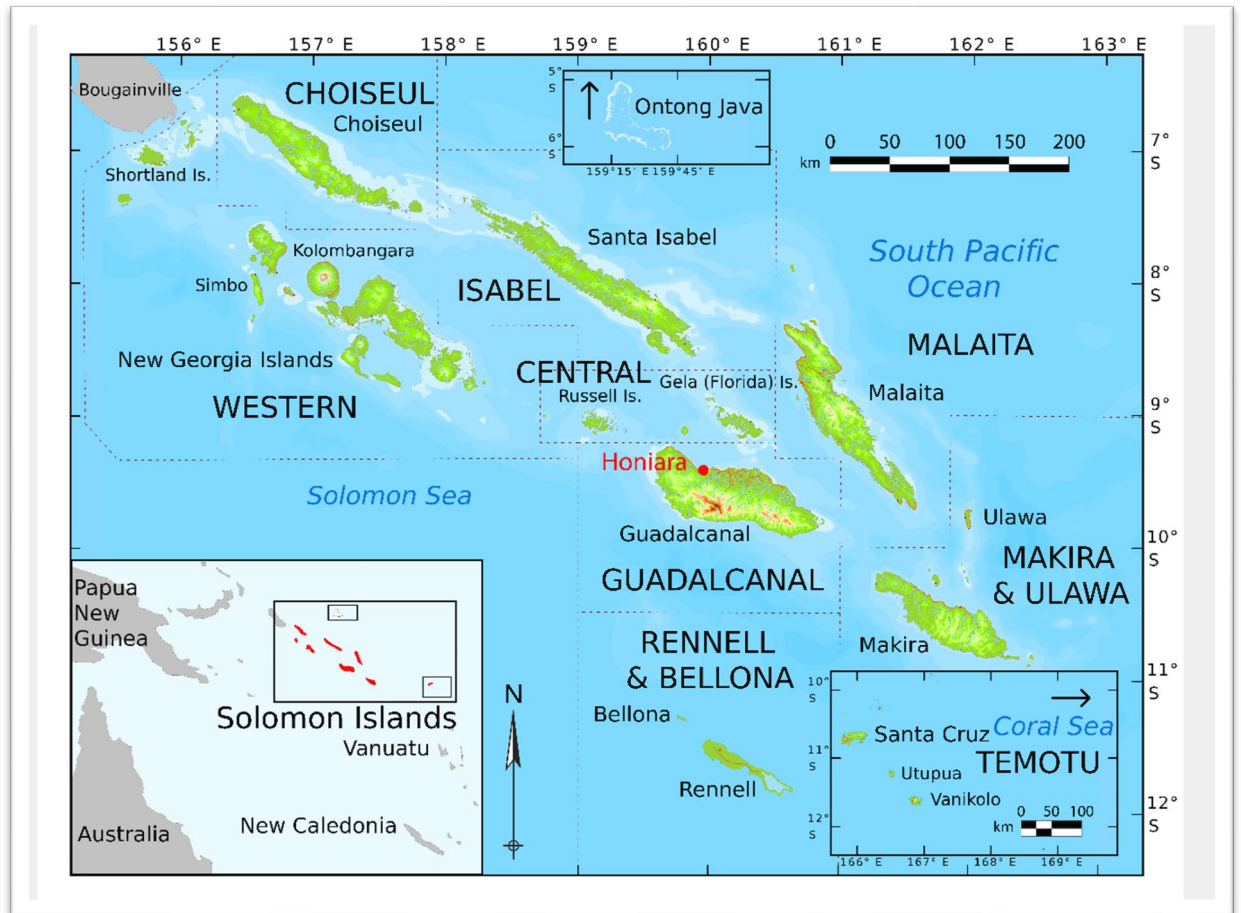 156° E 157° E 158° E 159° E 160° E 161° E 162° E 163° E
Bougainville
CHOISEUL
Choiseul
Shortland Is.
5°
S
Ontong Java
6°
S
159°15′ E 159°45′ E
0 50 100 150 200
km
7°
S
Santa Isabel
South Pacific
Ocean
Kolombangara
Simbo
ISABEL
8°
S
New Georgia Islands
WESTERN
CENTRAL
Russell Is.
Gela (Florida) Is.
MALAITA
Malaita
9°
S
Honiara
Solomon Sea
Guadalcanal
GUADALCANAL
Ulawa
10°
S
MAKIRA
& ULAWA
Makira
RENNELL
& BELLONA
Bellona
Rennell
11°
S
12°
S
Papua
New
Guinea
Solomon Islands
Vanuatu
New Caledonia
Australia
N
10°
S
Santa Cruz
Coral Sea
11°
S
TEMOTU
Utupua
Vanikolo
0 50 100
km
12°
S
166° E 167° E 168° E 169° E